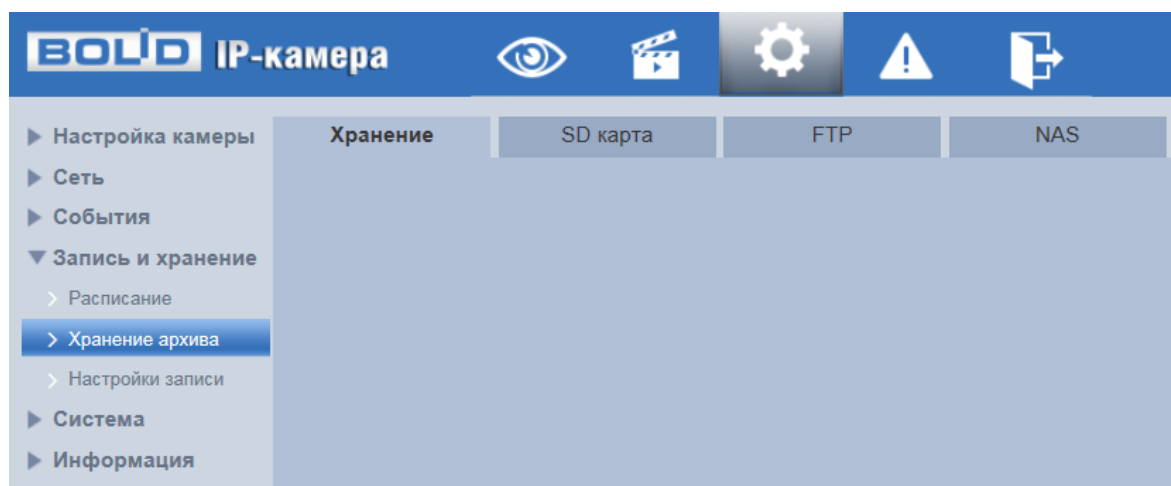 BOLID IP-камера
Хранение SD карта FTP NAS
Настройка камеры
Сеть
События
Запись и хранение
Расписание
Хранение архива
Настройки записи
Система
Информация